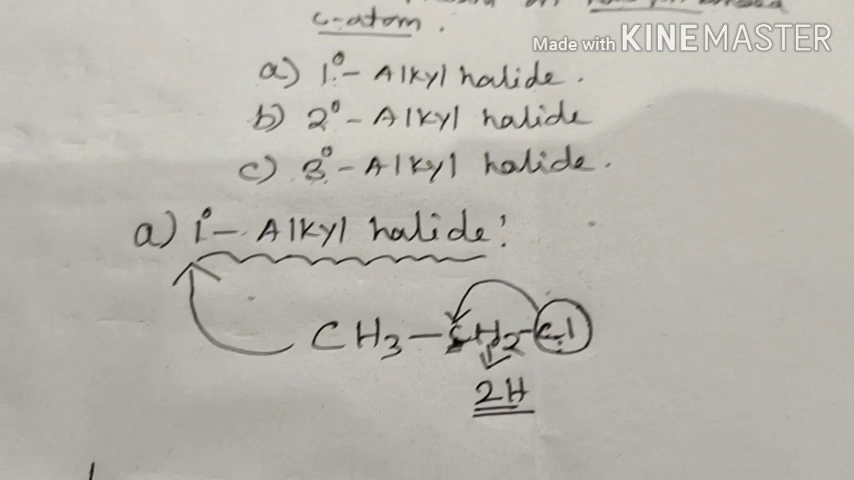 on
c-atom.
Made with KINEMASTER
a) 1°- Alkyl halide.
b) 2°- Alkyl halide
c) 3°- Alkyl halide.
a) 1°- Alkyl halide:
CH3-CH2-Cl
2H